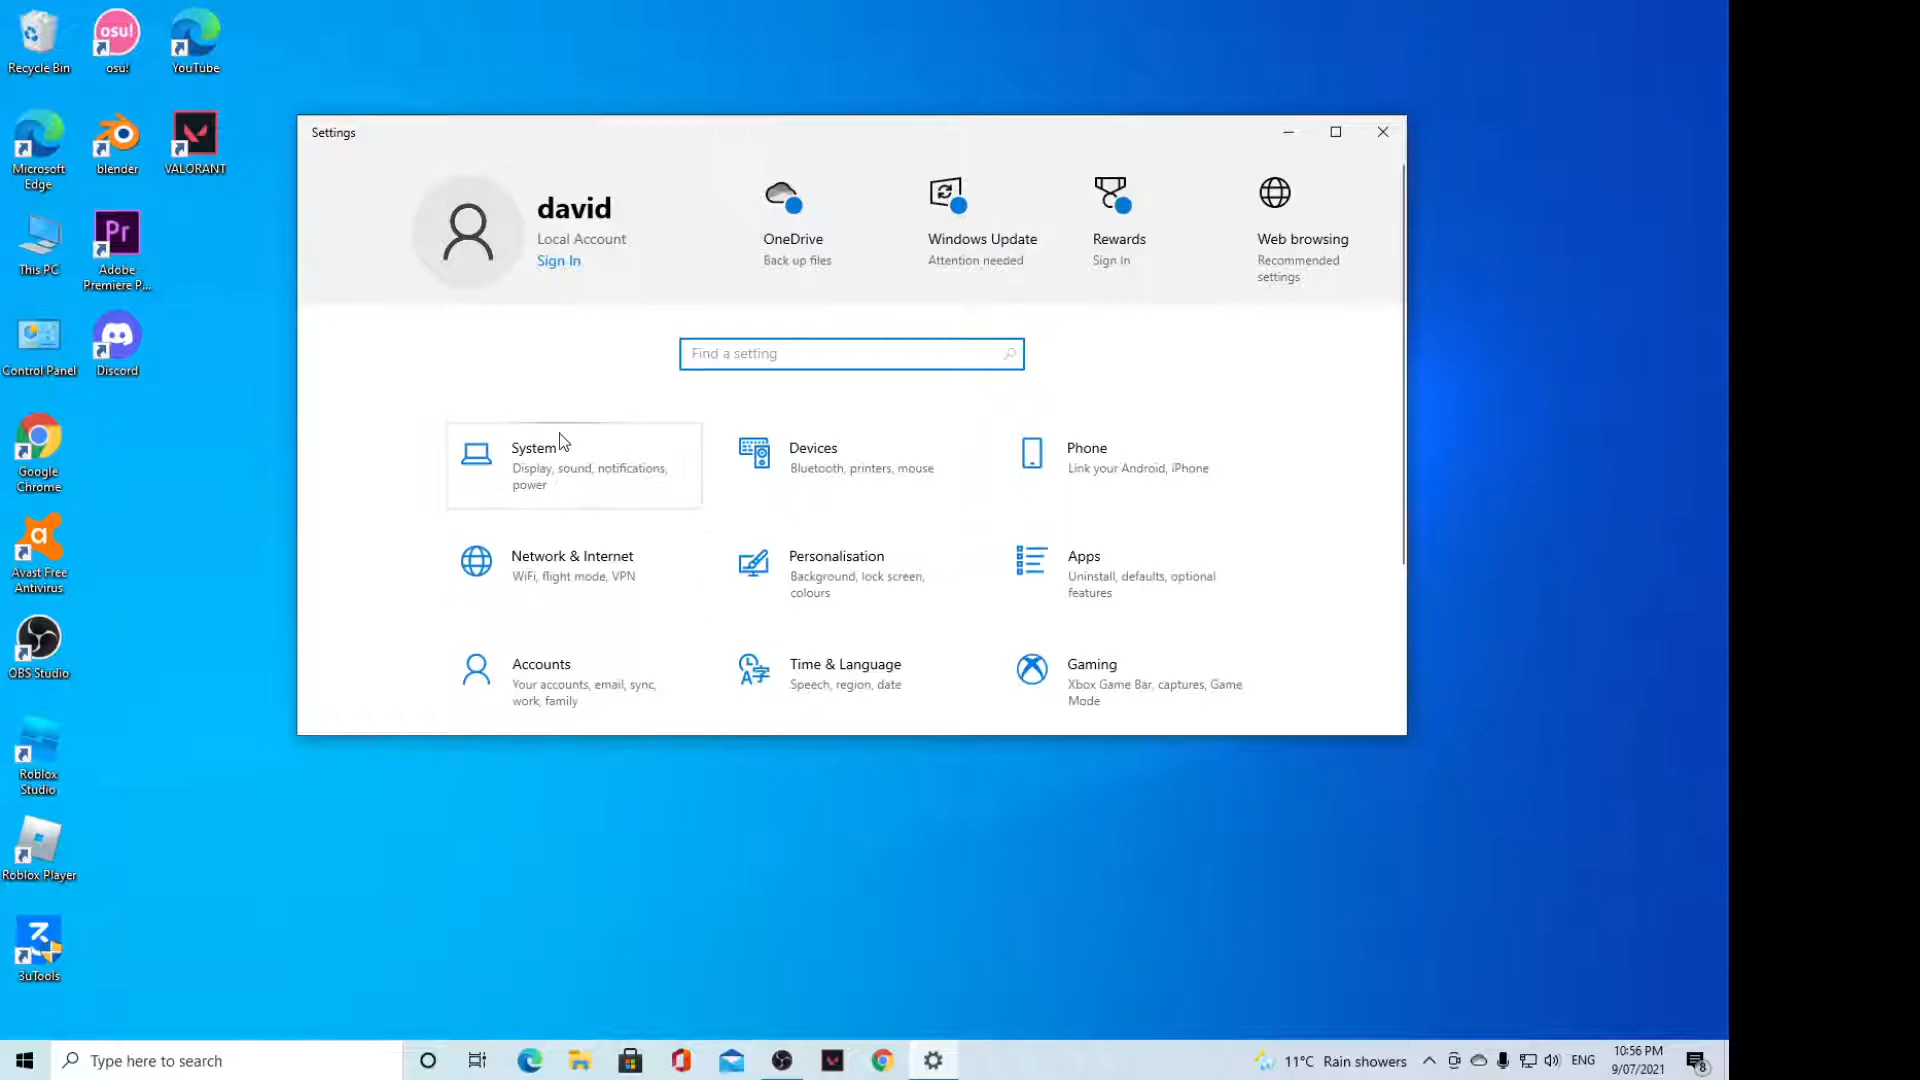 Recycle Bin
osu!
osu!
YouTube
Microsoft
Edge
blender
VALORANT
This PC
Pr
Adobe
Premiere P...
Control Panel
Discord
Google
Chrome
a
Avast Free
Antivirus
OBS Studio
Roblox
Studio
Roblox Player
3uTools
Settings
david
Local Account
Sign In
OneDrive
Back up files
Windows Update
Attention needed
Rewards
Sign In
Web browsing
Recommended
settings
Find a setting
System
Display, sound, notifications,
power
Devices
Bluetooth, printers, mouse
Phone
Link your Android, iPhone
Network & Internet
WiFi, flight mode, VPN
Personalisation
Background, lock screen,
colours
Apps
Uninstall, defaults, optional
features
Accounts
Your accounts, email, sync,
work, family
Time & Language
Speech, region, date
Gaming
Xbox Game Bar, captures, Game
Mode
Type here to search
11°C Rain showers
ENG
10:56 PM
9/07/2021
8